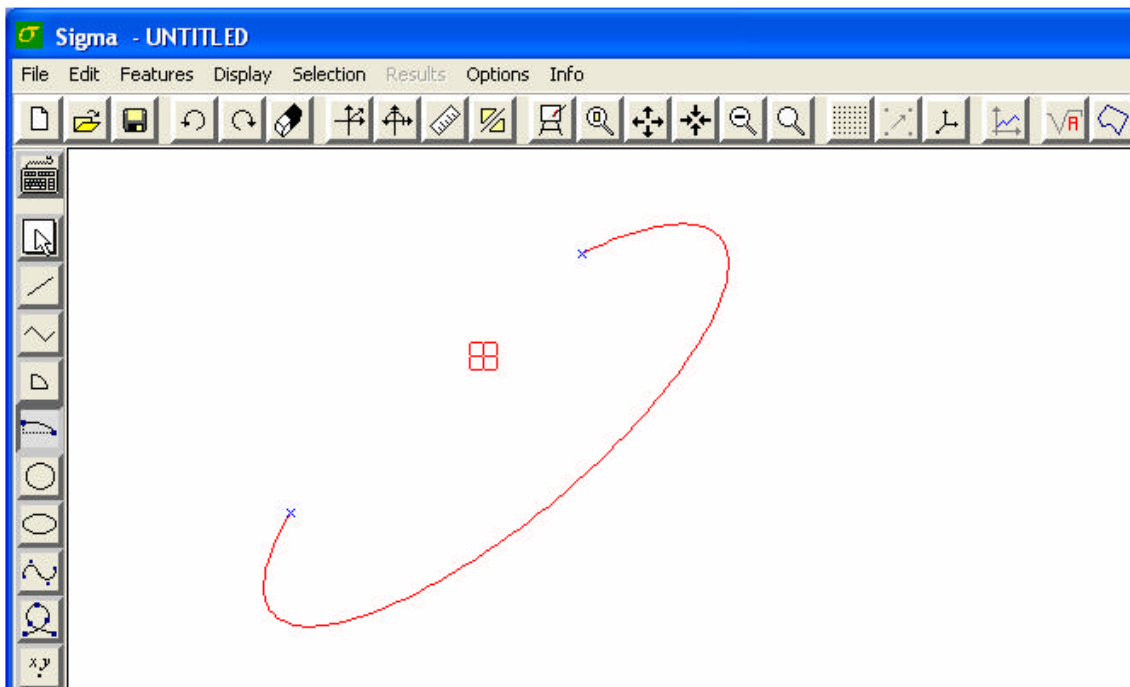 σ Sigma - UNTITLED
File Edit Features Display Selection Results Options Info
√A
x,y